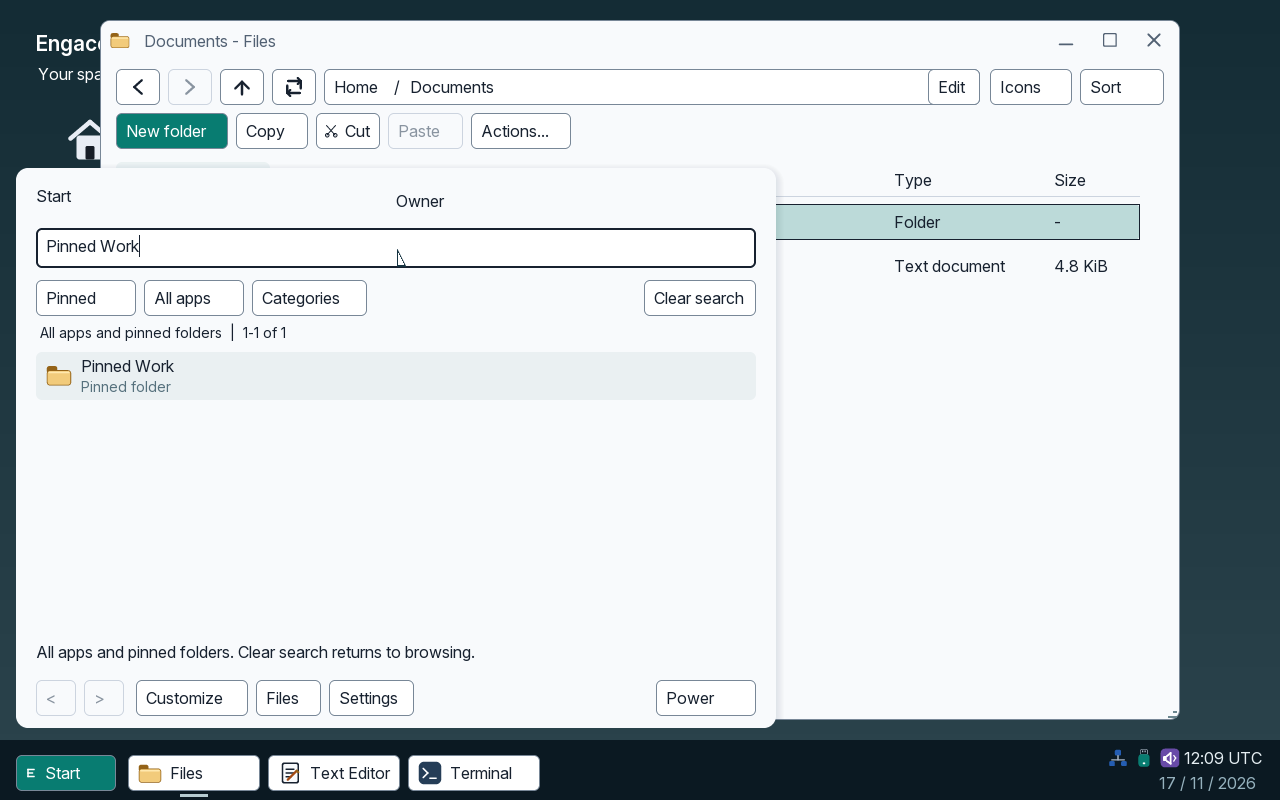 Engac
Your spa
Documents - Files
Home / Documents
Edit
Icons
Sort
New folder
Copy
Cut
Paste
Actions...
Type
Size
Folder
-
Text document
4.8 KiB
Start
Owner
Pinned Work
Pinned
All apps
Categories
Clear search
All apps and pinned folders | 1-1 of 1
Pinned Work
Pinned folder
All apps and pinned folders. Clear search returns to browsing.
<
>
Customize
Files
Settings
Power
E Start
Files
Text Editor
Terminal
12:09 UTC
17 / 11 / 2026